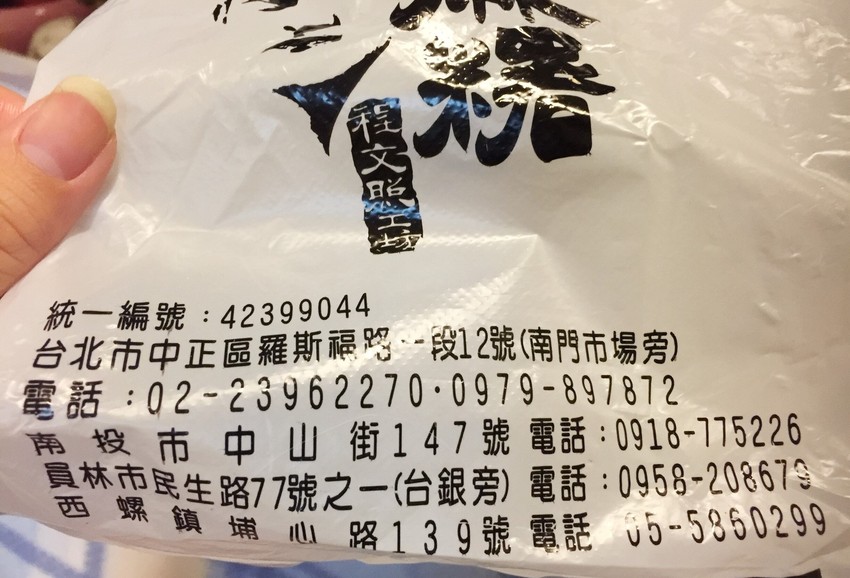 麻糬
程文照工坊
統一編號：42399044
台北市中正區羅斯福路一段12號(南門市場旁)
電話：02-23962270·0979-897872
南投市中山街147號 電話：0918-775226
員林市民生路77號之一(台銀旁) 電話：0958-208679
西螺鎮埔心路139號 電話 05-5860299